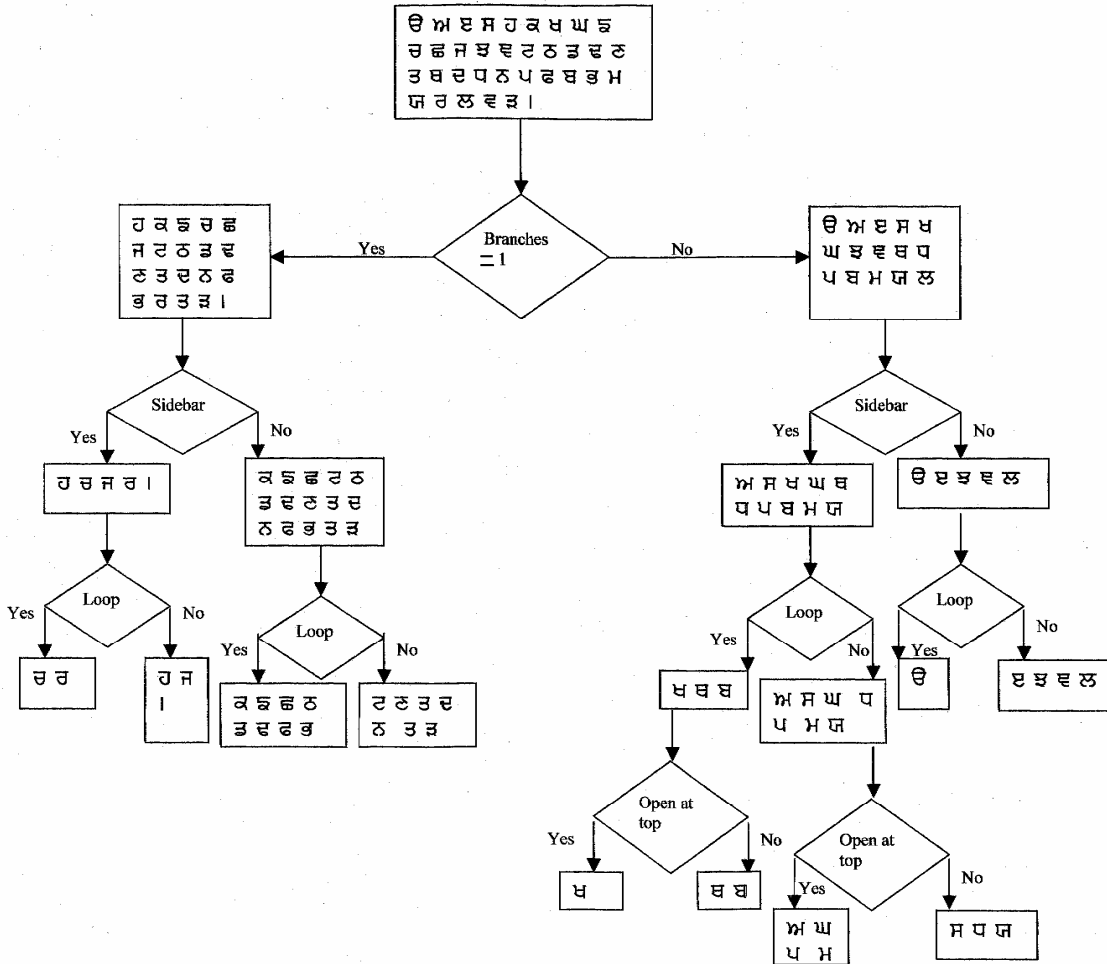 ੳ ਅ ੲ ਸ ਹ ਕ ਖ ਘ ਙ
ਚ ਛ ਜ ਝ ਞ ਟ ਠ ਡ ਢ ਣ
ਤ ਥ ਦ ਧ ਨ ਪ ਫ ਬ ਭ ਮ
ਯ ਰ ਲ ਵ ੜ ।
ਹ ਕ ਙ ਚ ਛ
ਜ ਟ ਠ ਡ ਢ
ਣ ਤ ਦ ਨ ਫ
ਭ ਰ ਤ ੜ ।
Yes
Branches
= 1
No
ੳ ਅ ੲ ਸ ਖ
ਘ ਝ ਞ ਥ ਧ
ਪ ਬ ਮ ਯ ਲ
Sidebar
Yes
No
ਹ ਚ ਜ ਰ ।
ਕ ਙ ਛ ਟ ਠ
ਡ ਢ ਣ ਤ ਦ
ਨ ਫ ਭ ਤ ੜ
Loop
Yes
No
ਚ ਰ
ਹ ਜ
।
Loop
Yes
No
ਕ ਙ ਛ ਠ
ਡ ਢ ਫ ਭ
ਟ ਣ ਤ ਦ
ਨ ਤ ੜ
Sidebar
Yes
No
ਅ ਸ ਖ ਘ ਥ
ਧ ਪ ਬ ਮ ਯ
ੳ ੲ ਝ ਞ ਲ
Loop
Yes
No
ਖ ਥ ਬ
ਅ ਸ ਘ ਧ
ਪ ਮ ਯ
Loop
Yes
No
ੳ
ੲ ਝ ਞ ਲ
Open at
top
Yes
No
ਖ
ਥ ਬ
Open at
top
Yes
No
ਅ ਘ
ਪ ਮ
ਸ ਧ ਯ